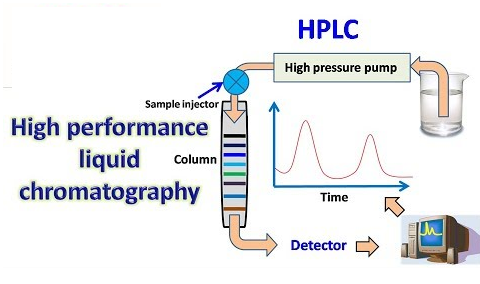 HPLC
High pressure pump
Sample injector
High performance
liquid
chromatography
Column
Time
Detector